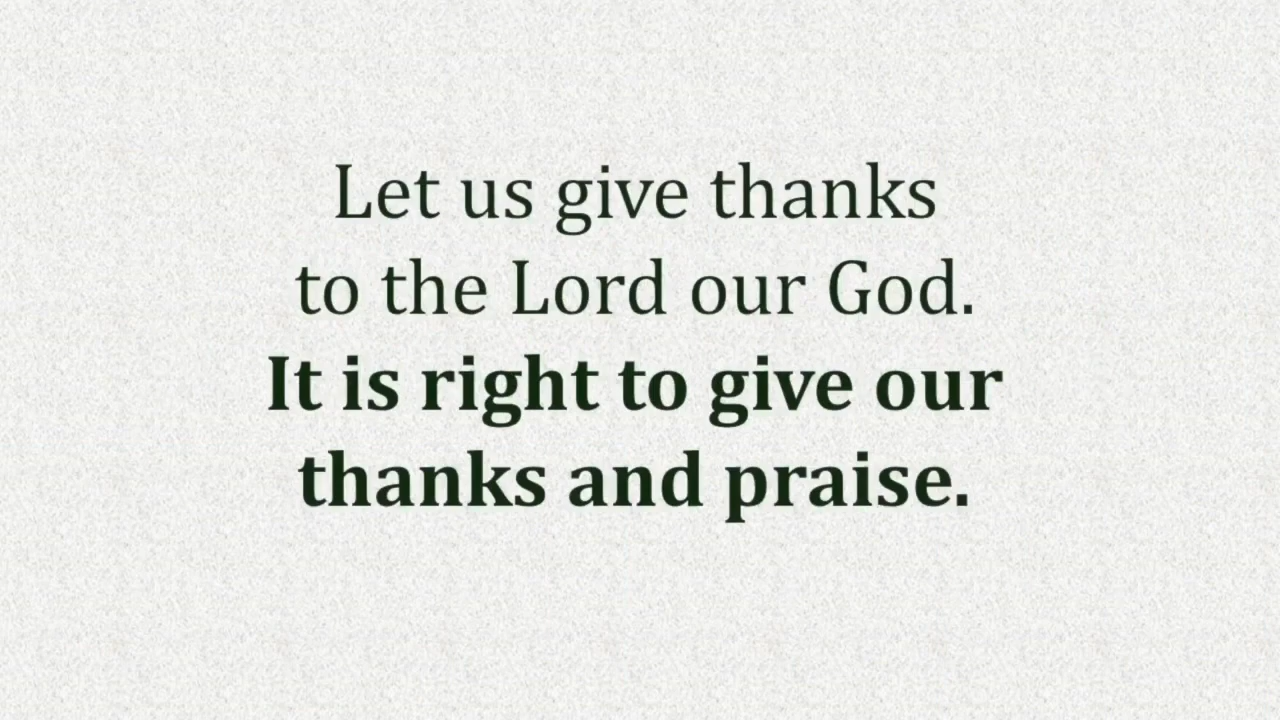 Let us give thanks
to the Lord our God.
It is right to give our
thanks and praise.